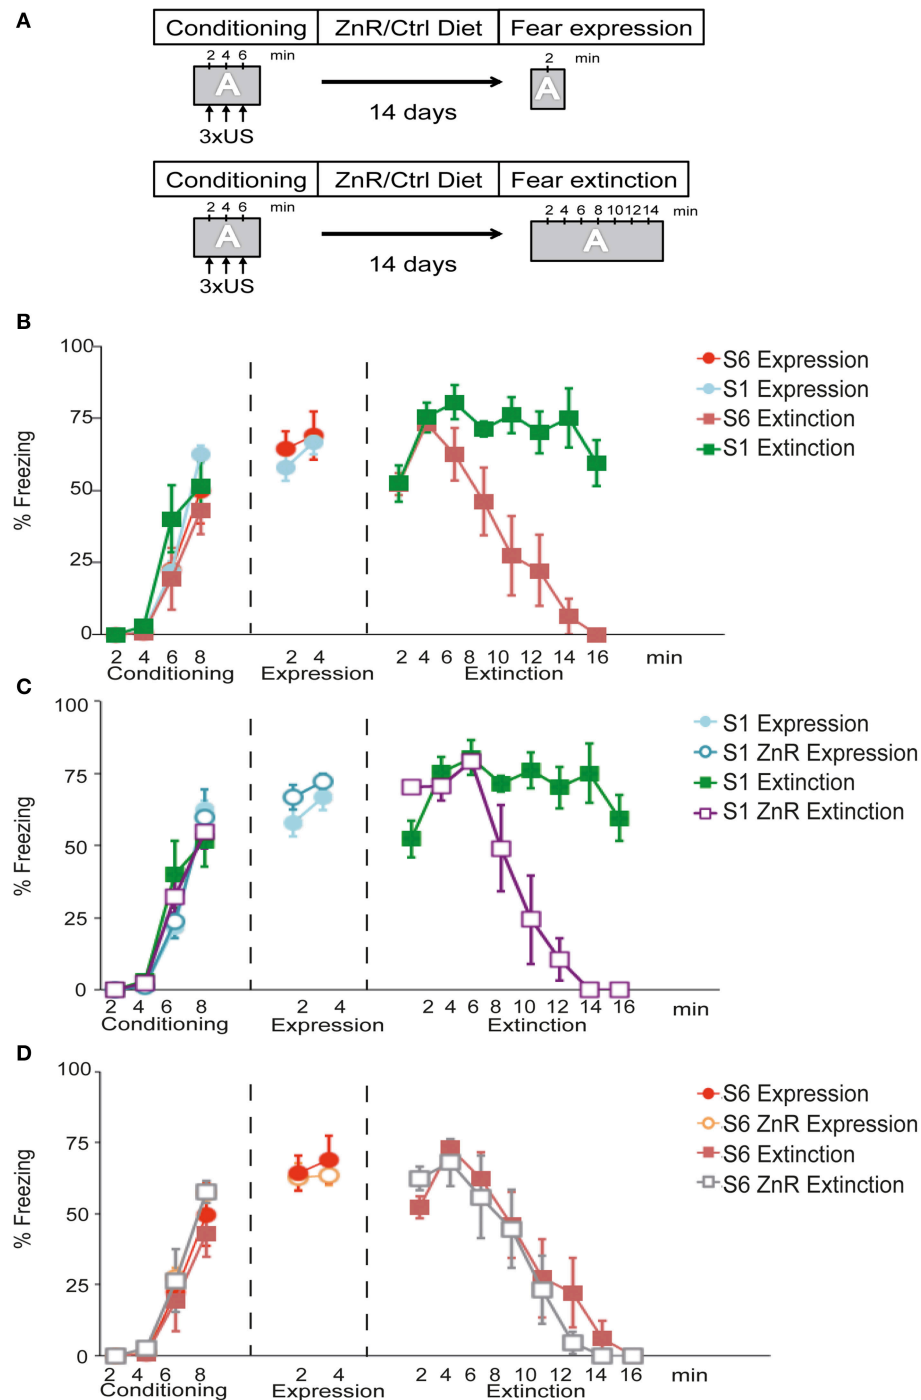 A
Conditioning ZnR/Ctrl Diet Fear expression
2 4 6 min
2 min
A
A
3xUS
14 days
Conditioning ZnR/Ctrl Diet Fear extinction
2 4 6 min
2 4 6 8 10 12 14 min
A
A
3xUS
14 days
B
100
75
50
25
0
% Freezing
S6 Expression
S1 Expression
S6 Extinction
S1 Extinction
2 4 6 8 2 4 2 4 6 8 10 12 14 16 min
Conditioning Expression Extinction
C
100
75
50
25
0
% Freezing
S1 Expression
S1 ZnR Expression
S1 Extinction
S1 ZnR Extinction
2 4 6 8 2 4 2 4 6 8 10 12 14 16 min
Conditioning Expression Extinction
D
100
75
50
25
0
% Freezing
S6 Expression
S6 ZnR Expression
S6 Extinction
S6 ZnR Extinction
2 4 6 8 2 4 2 4 6 8 10 12 14 16 min
Conditioning Expression Extinction